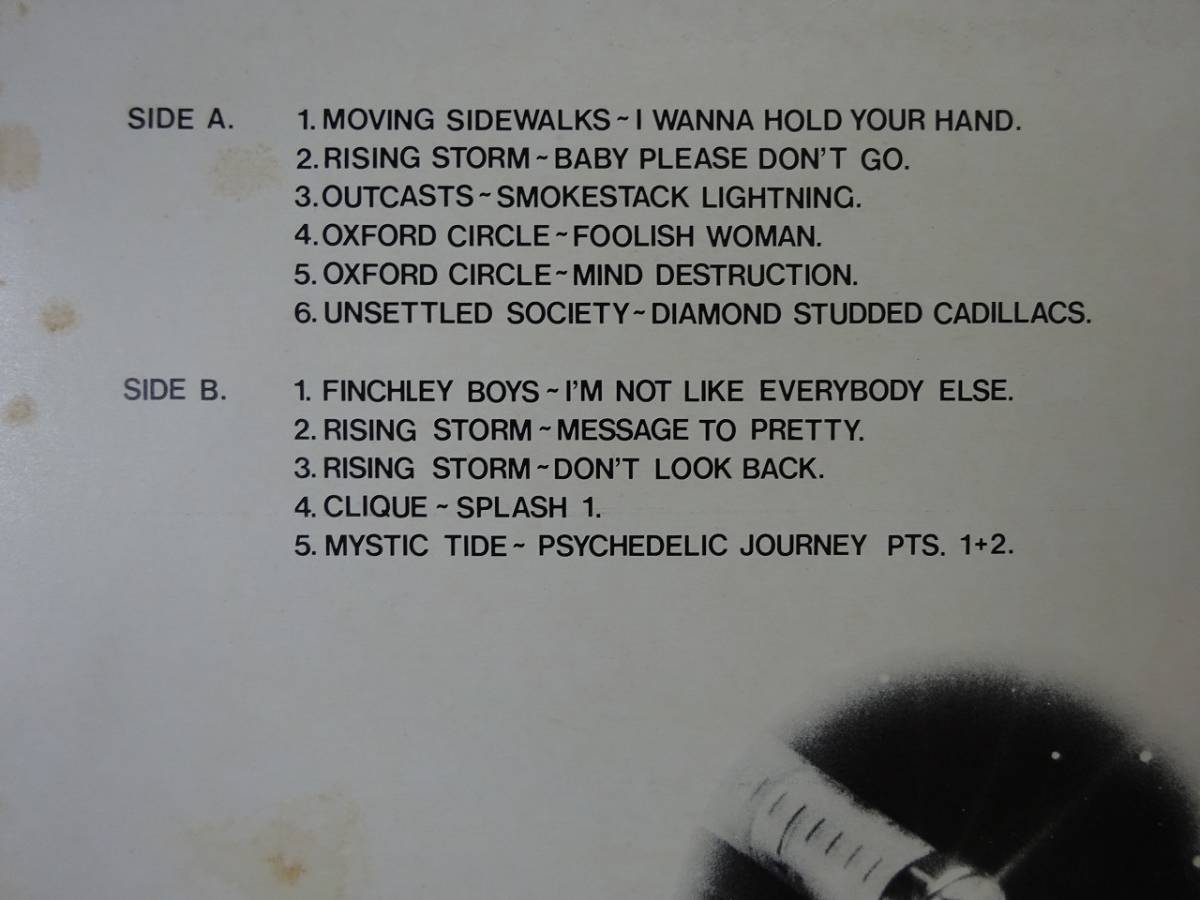 SIDE A. 1. MOVING SIDEWALKS ~ I WANNA HOLD YOUR HAND.
2. RISING STORM ~ BABY PLEASE DON'T GO.
3. OUTCASTS ~ SMOKESTACK LIGHTNING.
4. OXFORD CIRCLE ~ FOOLISH WOMAN.
5. OXFORD CIRCLE ~ MIND DESTRUCTION.
6. UNSETTLED SOCIETY ~ DIAMOND STUDDED CADILLACS.
SIDE B. 1. FINCHLEY BOYS ~ I'M NOT LIKE EVERYBODY ELSE.
2. RISING STORM ~ MESSAGE TO PRETTY.
3. RISING STORM ~ DON'T LOOK BACK.
4. CLIQUE ~ SPLASH 1.
5. MYSTIC TIDE ~ PSYCHEDELIC JOURNEY PTS. 1+2.